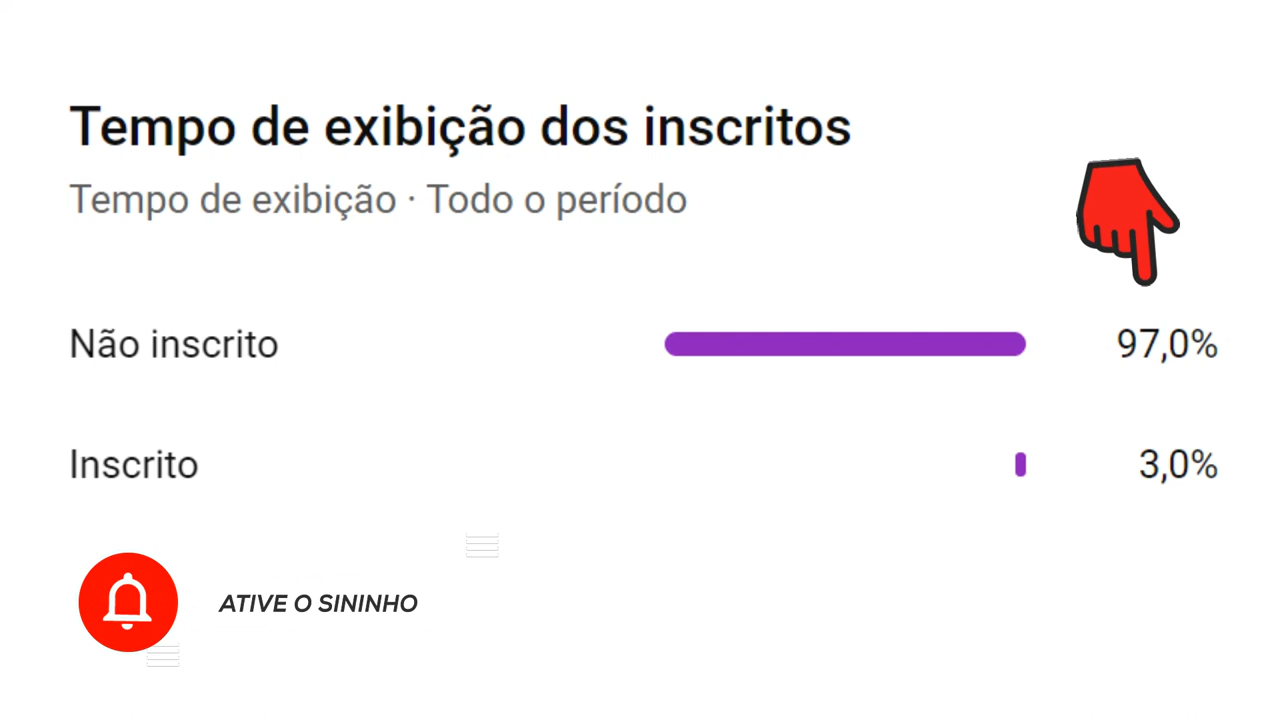 Tempo de exibição dos inscritos
Tempo de exibição · Todo o período
Não inscrito 97,0%
Inscrito 3,0%
ATIVE O SININHO